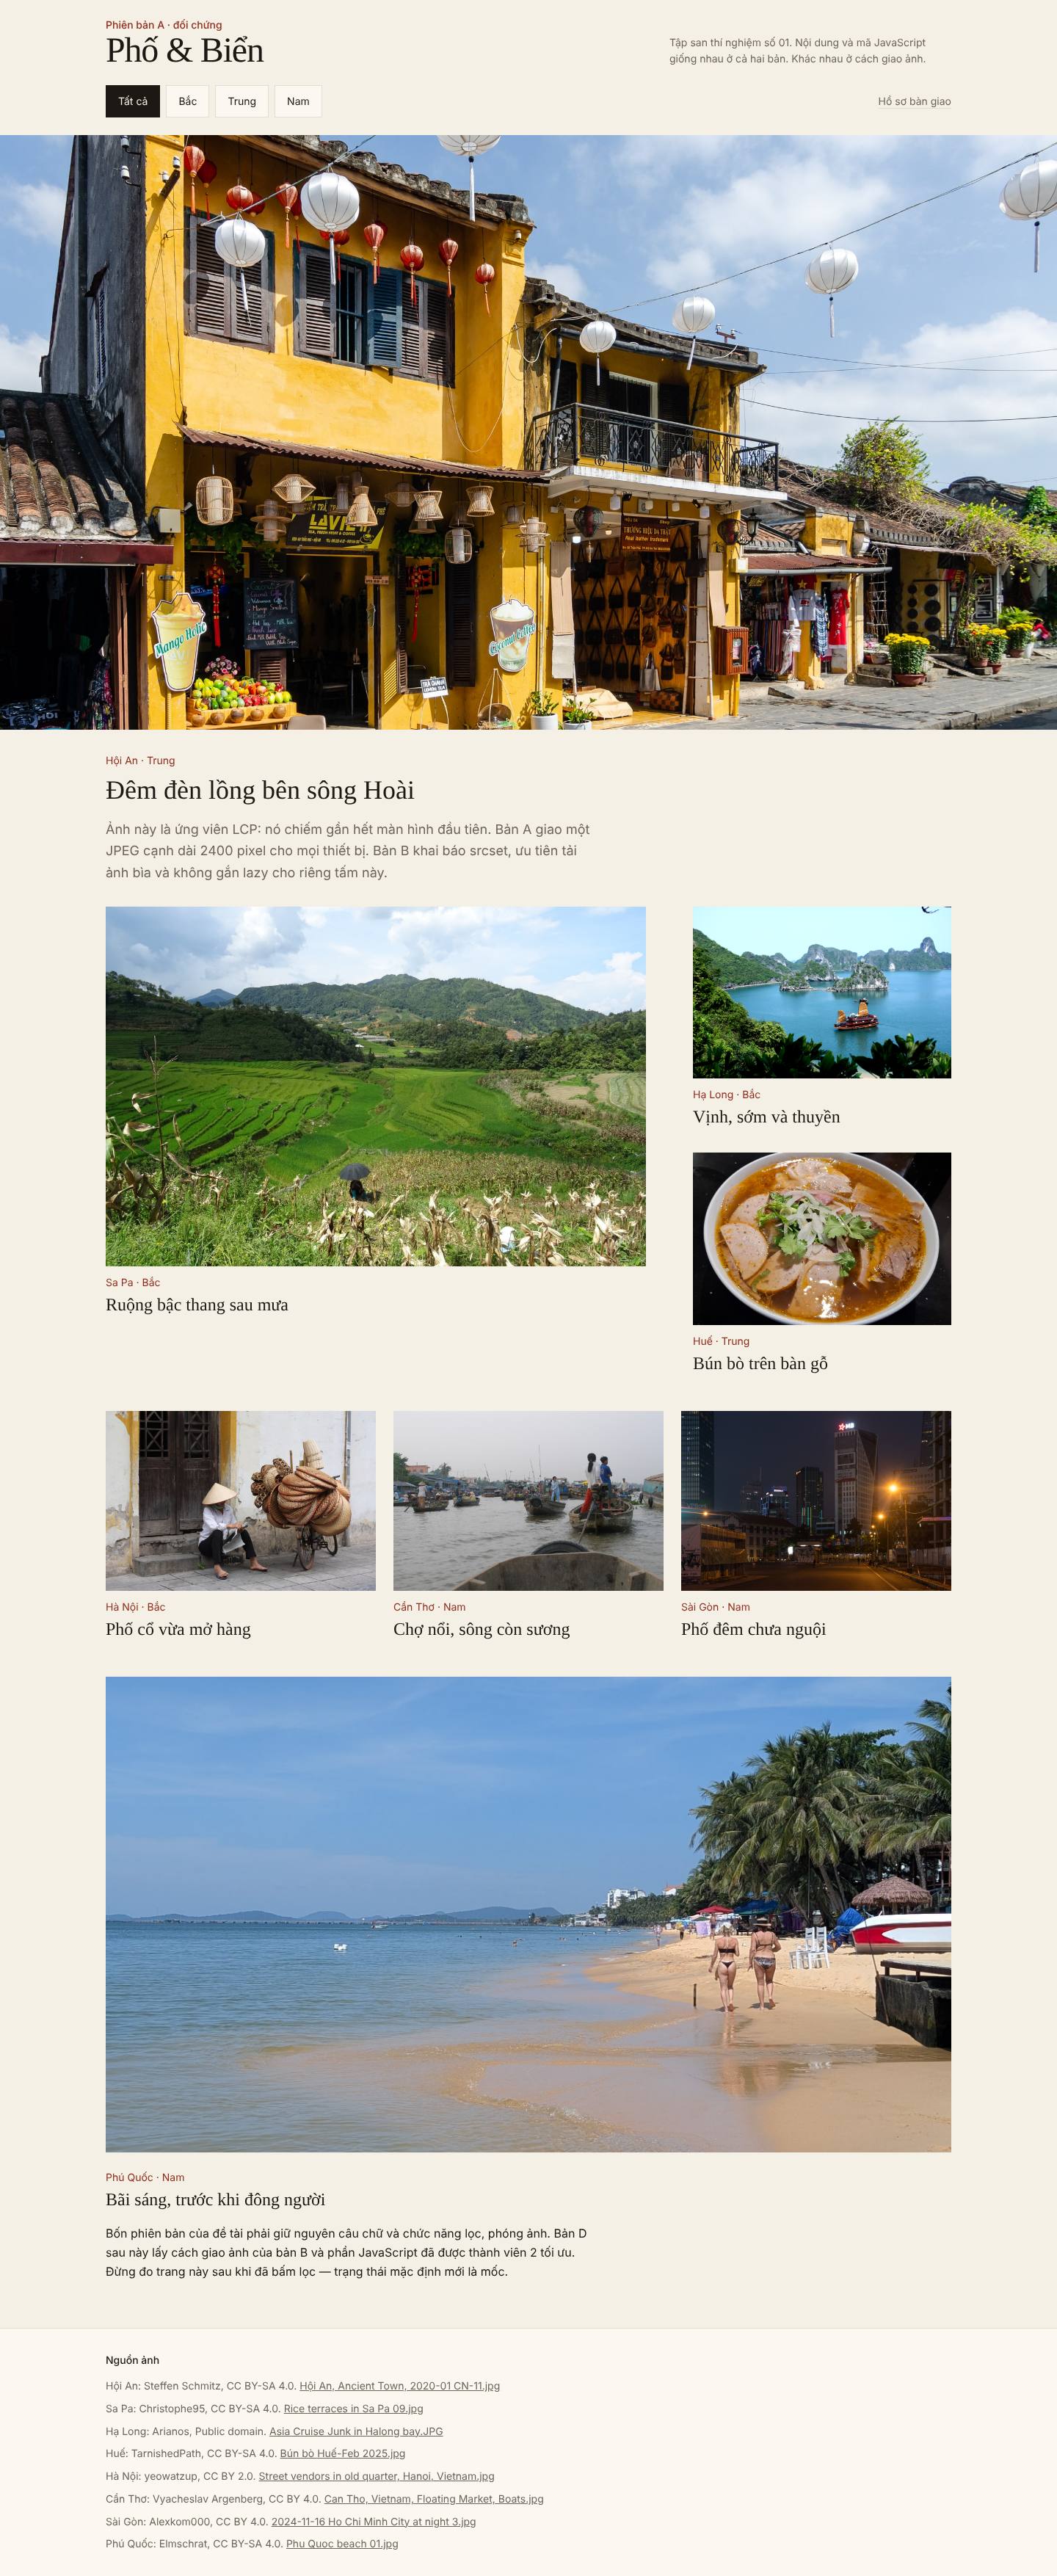 Phiên bản A · đối chứng
Phố & Biển
Tập san thí nghiệm số 01. Nội dung và mã JavaScript
giống nhau ở cả hai bản. Khác nhau ở cách giao ảnh.
Tất cả
Bắc
Trung
Nam
Hồ sơ bàn giao
LAVIE
Mango Holic
Hội An · Trung
Đêm đèn lồng bên sông Hoài
Ảnh này là ứng viên LCP: nó chiếm gần hết màn hình đầu tiên. Bản A giao một
JPEG cạnh dài 2400 pixel cho mọi thiết bị. Bản B khai báo srcset, ưu tiên tải
ảnh bìa và không gắn lazy cho riêng tấm này.
Hạ Long · Bắc
Vịnh, sớm và thuyền
Sa Pa · Bắc
Ruộng bậc thang sau mưa
Huế · Trung
Bún bò trên bàn gỗ
Hà Nội · Bắc
Phố cổ vừa mở hàng
Cần Thơ · Nam
Chợ nổi, sông còn sương
Sài Gòn · Nam
Phố đêm chưa nguội
Phú Quốc · Nam
Bãi sáng, trước khi đông người
Bốn phiên bản của đề tài phải giữ nguyên câu chữ và chức năng lọc, phóng ảnh. Bản D
sau này lấy cách giao ảnh của bản B và phần JavaScript đã được thành viên 2 tối ưu.
Đừng đo trang này sau khi đã bấm lọc — trạng thái mặc định mới là mốc.
Nguồn ảnh
Hội An: Steffen Schmitz, CC BY-SA 4.0. Hội An, Ancient Town, 2020-01 CN-11.jpg
Sa Pa: Christophe95, CC BY-SA 4.0. Rice terraces in Sa Pa 09.jpg
Hạ Long: Arianos, Public domain. Asia Cruise Junk in Halong bay.JPG
Huế: TarnishedPath, CC BY-SA 4.0. Bún bò Huế-Feb 2025.jpg
Hà Nội: yeowatzup, CC BY 2.0. Street vendors in old quarter, Hanoi. Vietnam.jpg
Cần Thơ: Vyacheslav Argenberg, CC BY 4.0. Can Tho, Vietnam, Floating Market, Boats.jpg
Sài Gòn: Alexkom000, CC BY 4.0. 2024-11-16 Ho Chi Minh City at night 3.jpg
Phú Quốc: Elmschrat, CC BY-SA 4.0. Phu Quoc beach 01.jpg